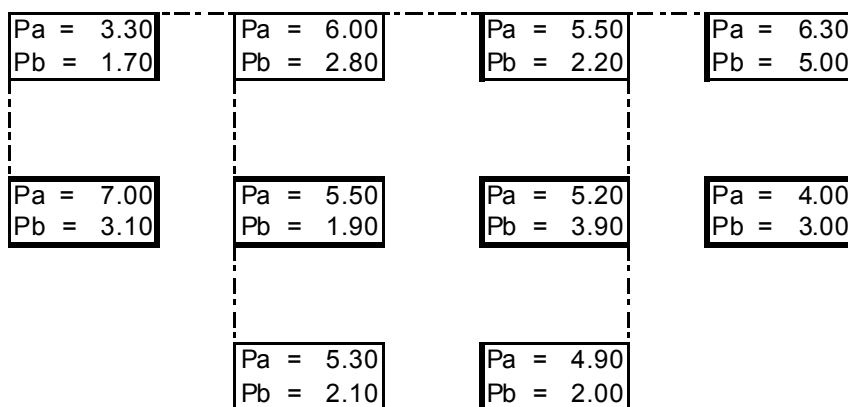 Pa = 3.30 Pa = 6.00 Pa = 5.50 Pa = 6.30
Pb = 1.70 Pb = 2.80 Pb = 2.20 Pb = 5.00
Pa = 7.00 Pa = 5.50 Pa = 5.20 Pa = 4.00
Pb = 3.10 Pb = 1.90 Pb = 3.90 Pb = 3.00
Pa = 5.30 Pa = 4.90
Pb = 2.10 Pb = 2.00